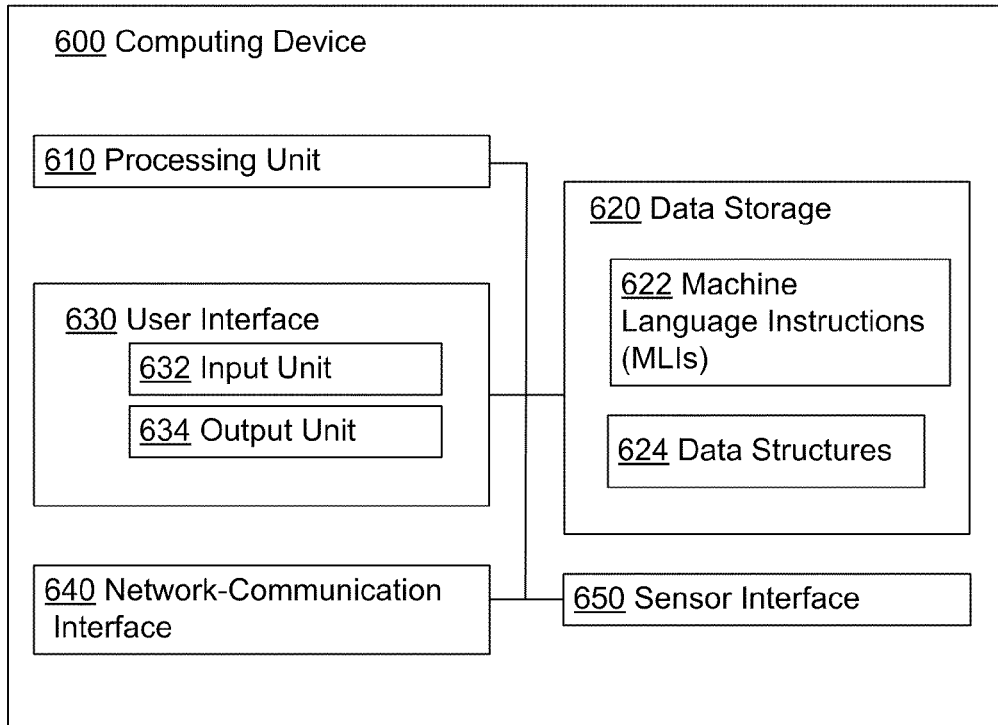 600 Computing Device
610 Processing Unit
620 Data Storage
622 Machine
Language Instructions
(MLIs)
624 Data Structures
630 User Interface
632 Input Unit
634 Output Unit
640 Network-Communication
Interface
650 Sensor Interface